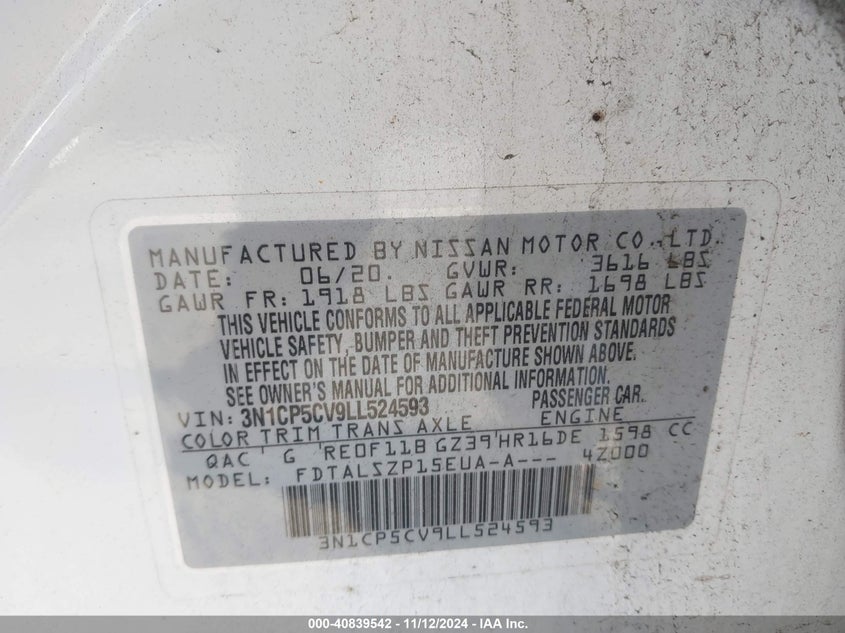 MANUFACTURED BY NISSAN MOTOR CO.,LTD.
DATE: 06/20. GVWR: 3616 LBS
GAWR FR: 1918 LBS GAWR RR: 1698 LBS
THIS VEHICLE CONFORMS TO ALL APPLICABLE FEDERAL MOTOR
VEHICLE SAFETY, BUMPER AND THEFT PREVENTION STANDARDS
IN EFFECT ON THE DATE OF MANUFACTURE SHOWN ABOVE.
SEE OWNER'S MANUAL FOR ADDITIONAL INFORMATION.
VIN: 3N1CP5CV9LL524593 PASSENGER CAR.
COLOR TRIM TRANS AXLE ENGINE
QAC G RE0F11B GZ39 HR16DE 1598 CC
MODEL: FDTALSZP15EUA-A--- 4Z000
3N1CP5CV9LL524593
000-40839542 - 11/12/2024 - IAA Inc.